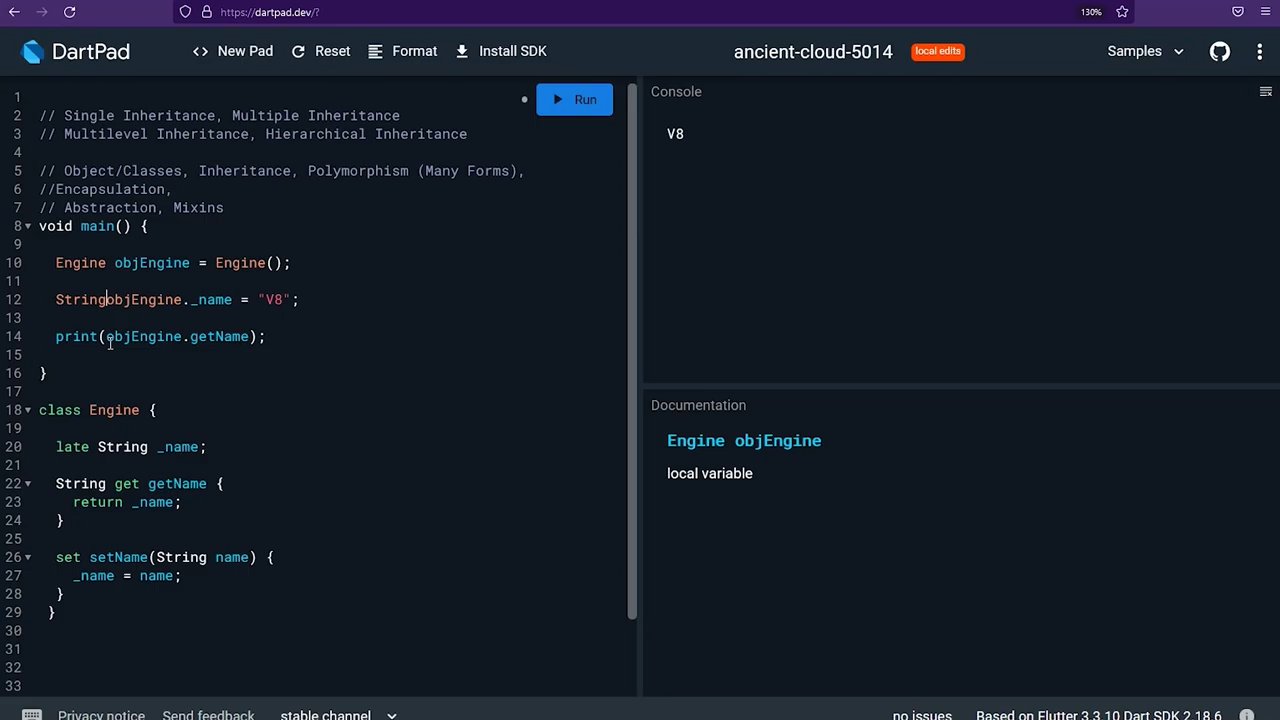 https://dartpad.dev/?
130%
DartPad
<> New Pad
Reset
Format
Install SDK
ancient-cloud-5014
local edits
Samples
1
2 // Single Inheritance, Multiple Inheritance
3 // Multilevel Inheritance, Hierarchical Inheritance
4
5 // Object/Classes, Inheritance, Polymorphism (Many Forms),
6 //Encapsulation,
7 // Abstraction, Mixins
8 void main() {
9
10 Engine objEngine = Engine();
11
12 StringobjEngine._name = "V8";
13
14 print(objEngine.getName);
15
16 }
17
18 class Engine {
19
20 late String _name;
21
22 String get getName {
23 return _name;
24 }
25
26 set setName(String name) {
27 _name = name;
28 }
29 }
30
31
32
33
Run
Console
V8
Documentation
Engine objEngine
local variable
Privacy notice
Send feedback
stable channel
no issues
Based on Flutter 3.3.10 Dart SDK 2.18.6